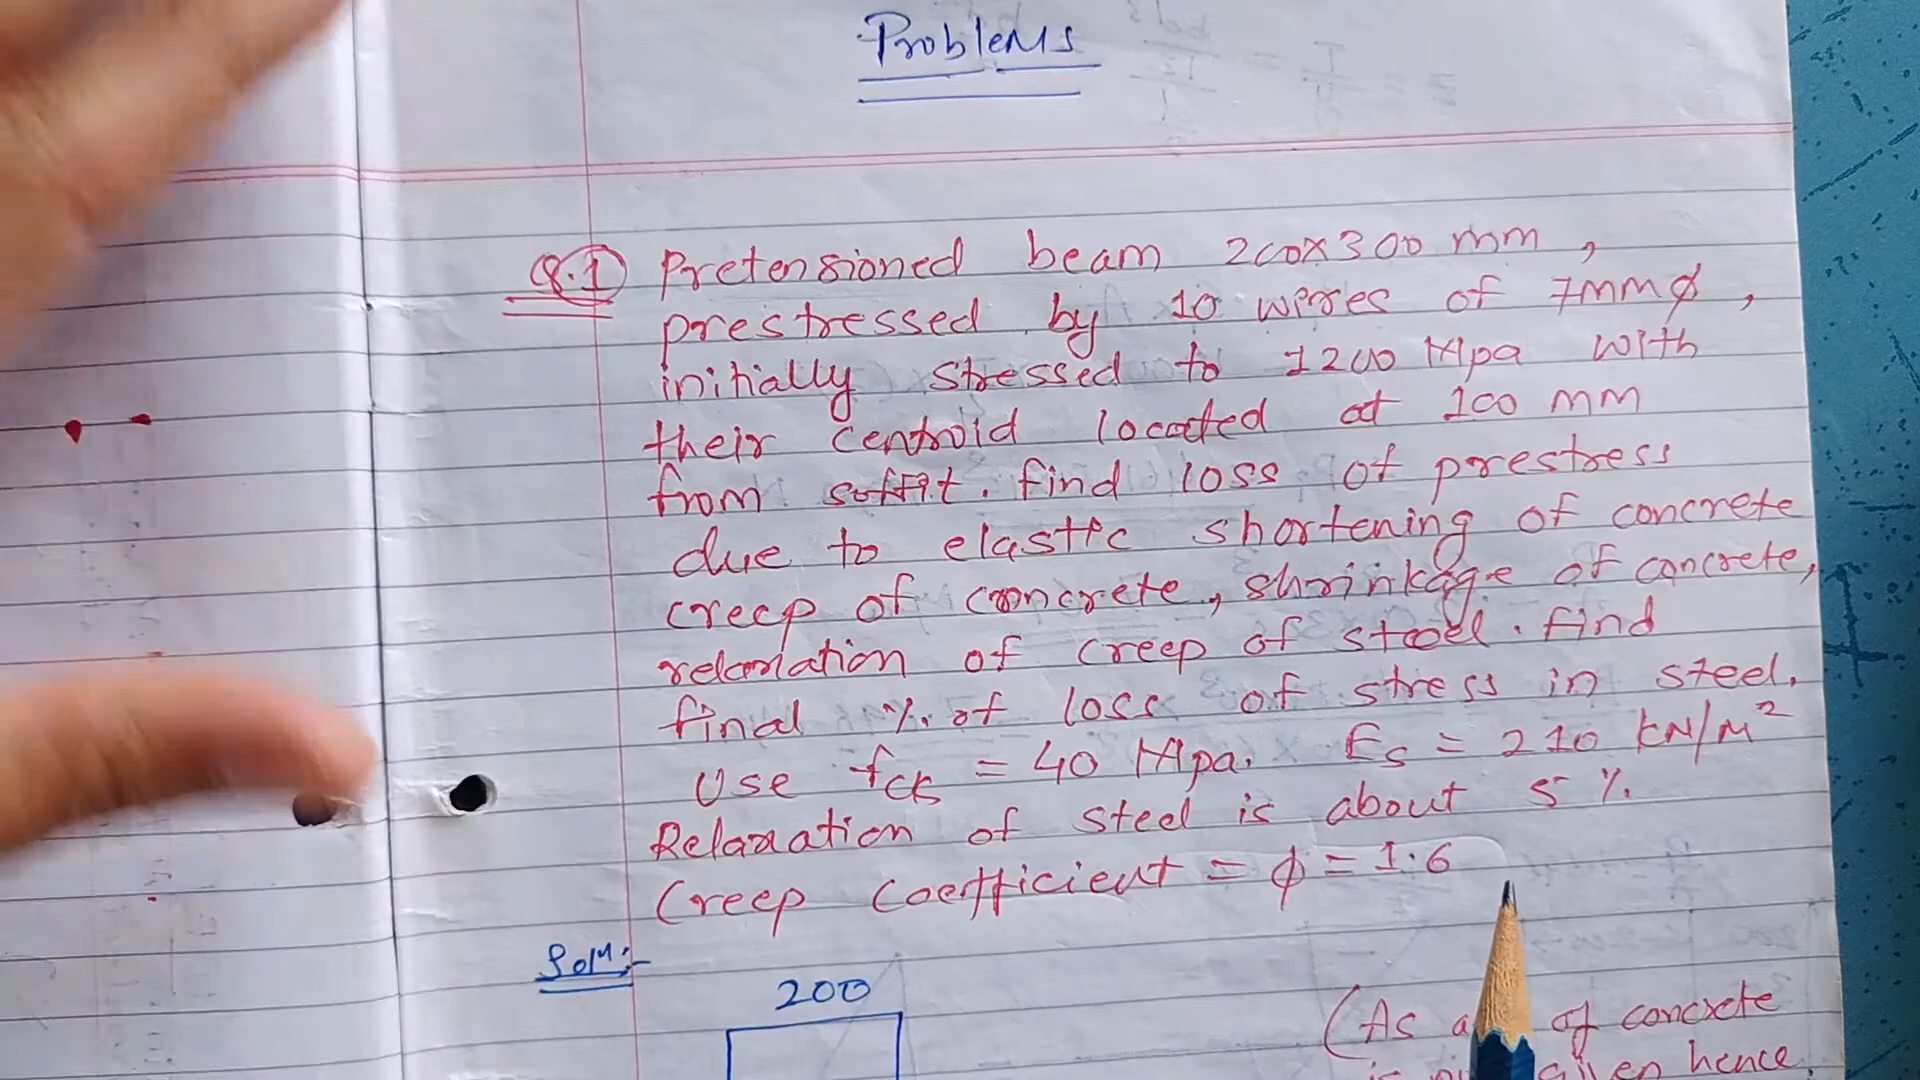 Problems
Q.1 Pretensioned beam 200x300 mm,
prestressed by 10 wires of 7mm ϕ,
initially stressed to 1200 Mpa with
their centroid located at 100 mm
from soffit. find loss of prestress
due to elastic shortening of concrete
creep of concrete, shrinkage of concrete,
relaxation of creep of steel. find
final % of loss of stress in steel.
Use fck = 40 Mpa. Es = 210 kN/m²
Relaxation of steel is about 5 %.
Creep coefficient = ϕ = 1.6
Soln:-
200
(As of concrete
hence